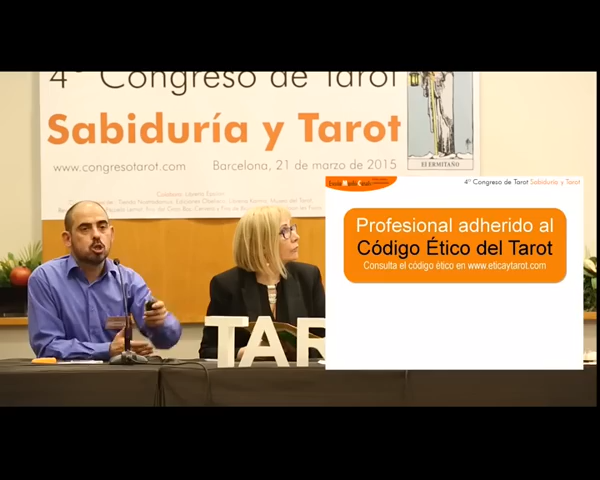 4º Congreso de Tarot
Sabiduría y Tarot
www.congresotarot.com Barcelona, 21 de marzo de 2015
EL ERMITAÑO
4º Congreso de Tarot Sabiduría y Tarot
Profesional adherido al
Código Ético del Tarot
Consulta el código ético en www.eticaytarot.com
TAR